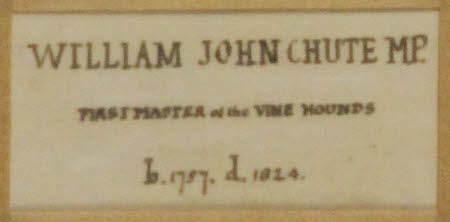 WILLIAM JOHN CHUTE MP.
FIRST MASTER of the VINE HOUNDS
b. 1757. d. 1824.